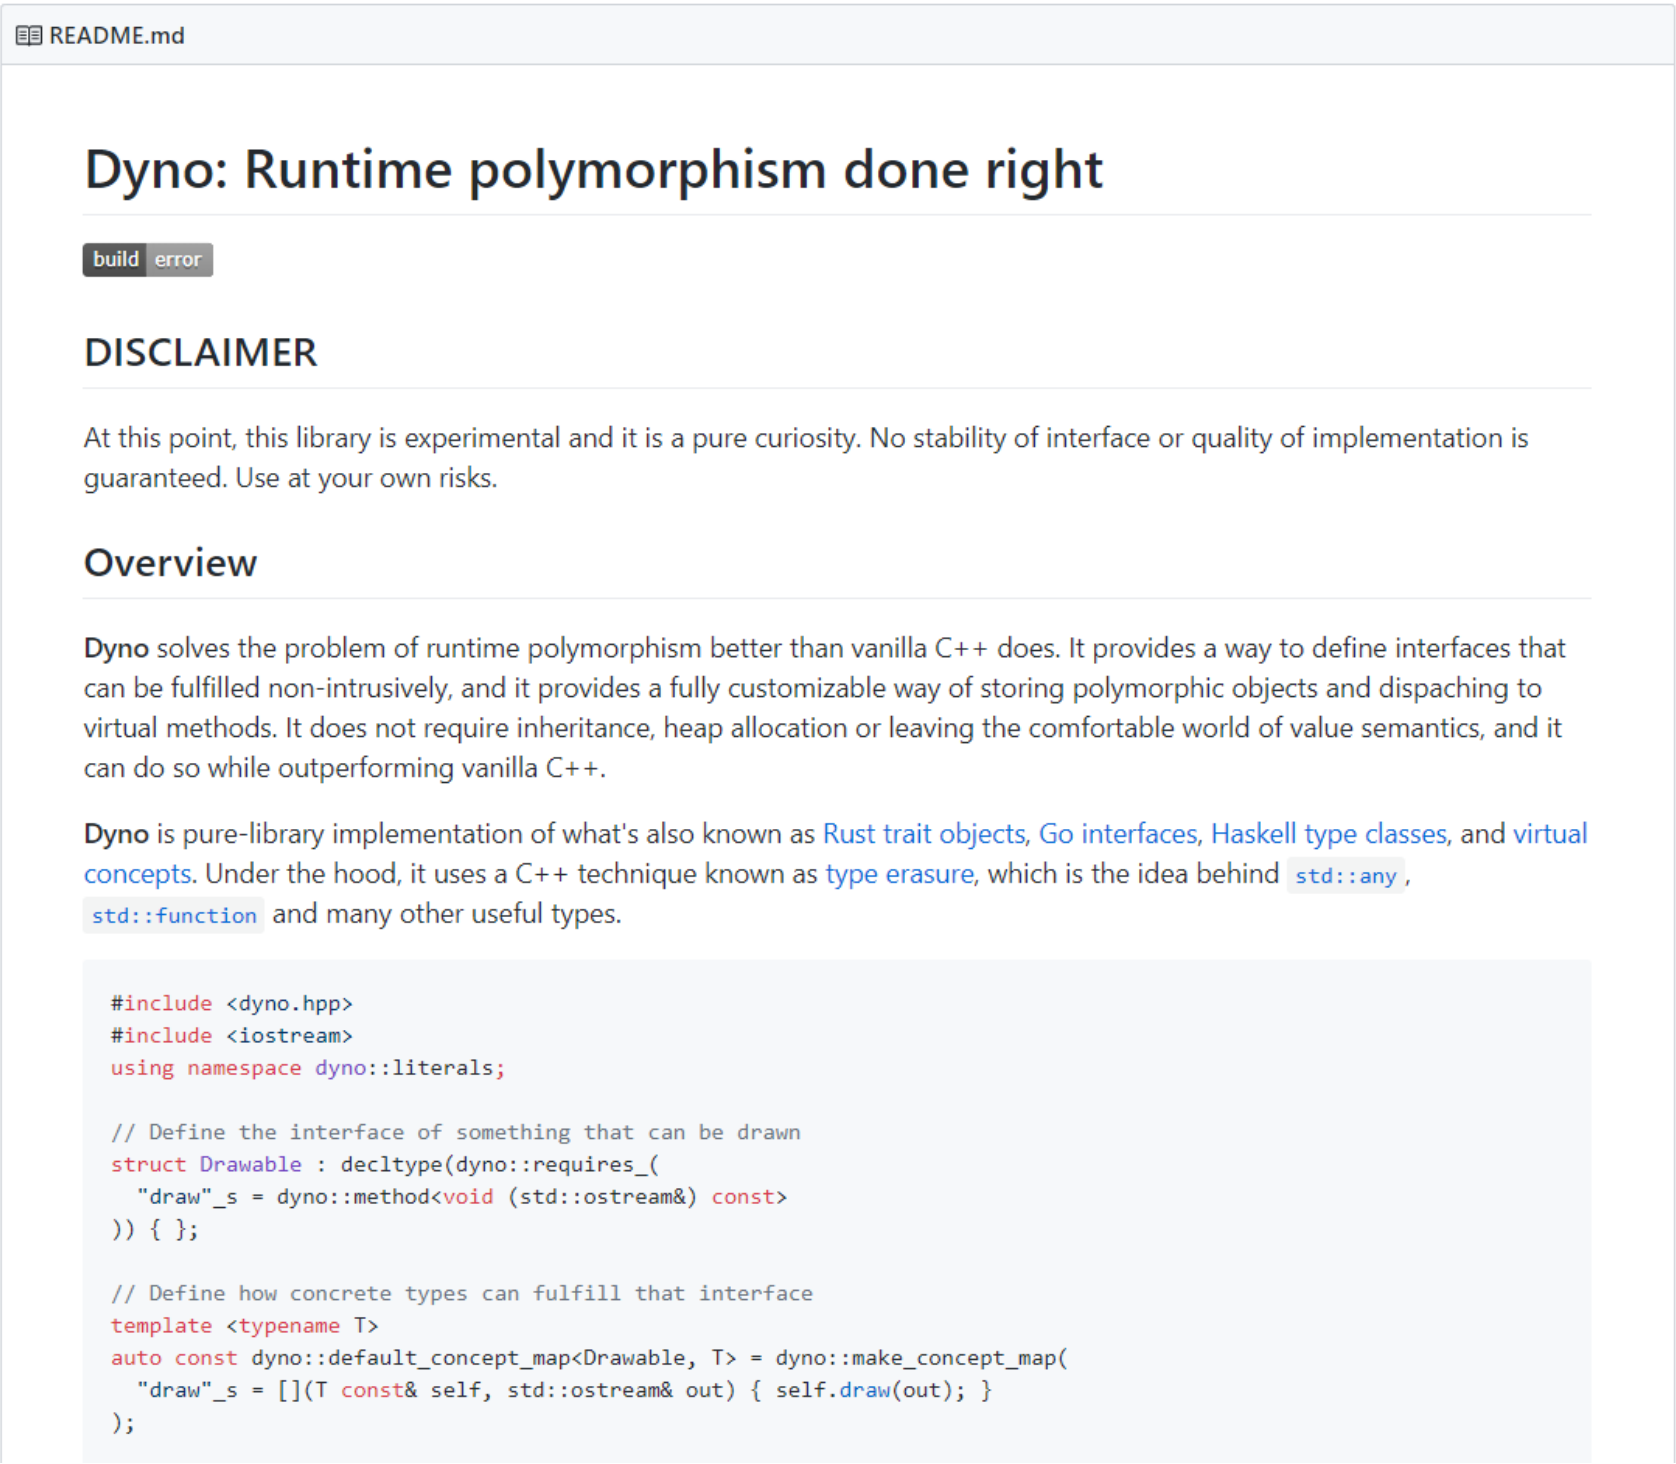 README.md
Dyno: Runtime polymorphism done right
build error
DISCLAIMER
At this point, this library is experimental and it is a pure curiosity. No stability of interface or quality of implementation is
guaranteed. Use at your own risks.
Overview
Dyno solves the problem of runtime polymorphism better than vanilla C++ does. It provides a way to define interfaces that
can be fulfilled non-intrusively, and it provides a fully customizable way of storing polymorphic objects and dispaching to
virtual methods. It does not require inheritance, heap allocation or leaving the comfortable world of value semantics, and it
can do so while outperforming vanilla C++.
Dyno is pure-library implementation of what's also known as Rust trait objects, Go interfaces, Haskell type classes, and virtual
concepts. Under the hood, it uses a C++ technique known as type erasure, which is the idea behind std::any,
std::function and many other useful types.
#include <dyno.hpp>
#include <iostream>
using namespace dyno::literals;
// Define the interface of something that can be drawn
struct Drawable : decltype(dyno::requires_(
  "draw"_s = dyno::method<void (std::ostream&) const>
)) { };
// Define how concrete types can fulfill that interface
template <typename T>
auto const dyno::default_concept_map<Drawable, T> = dyno::make_concept_map(
  "draw"_s = [](T const& self, std::ostream& out) { self.draw(out); }
);